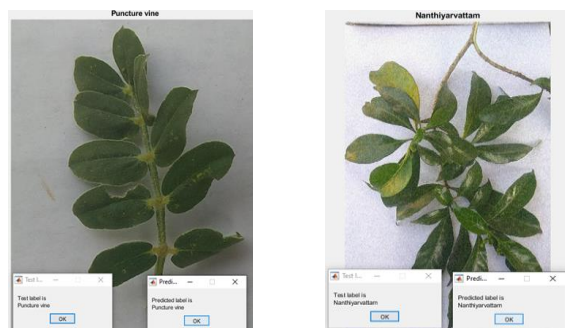 Puncture vine
Nanthiyarvattam
Test l...
Test label is
Puncture vine
OK
Predi...
Predicted label is
Puncture vine
OK
Test l...
Test label is
Nanthiyarvattam
OK
Predi...
Predicted label is
Nanthiyarvattam
OK